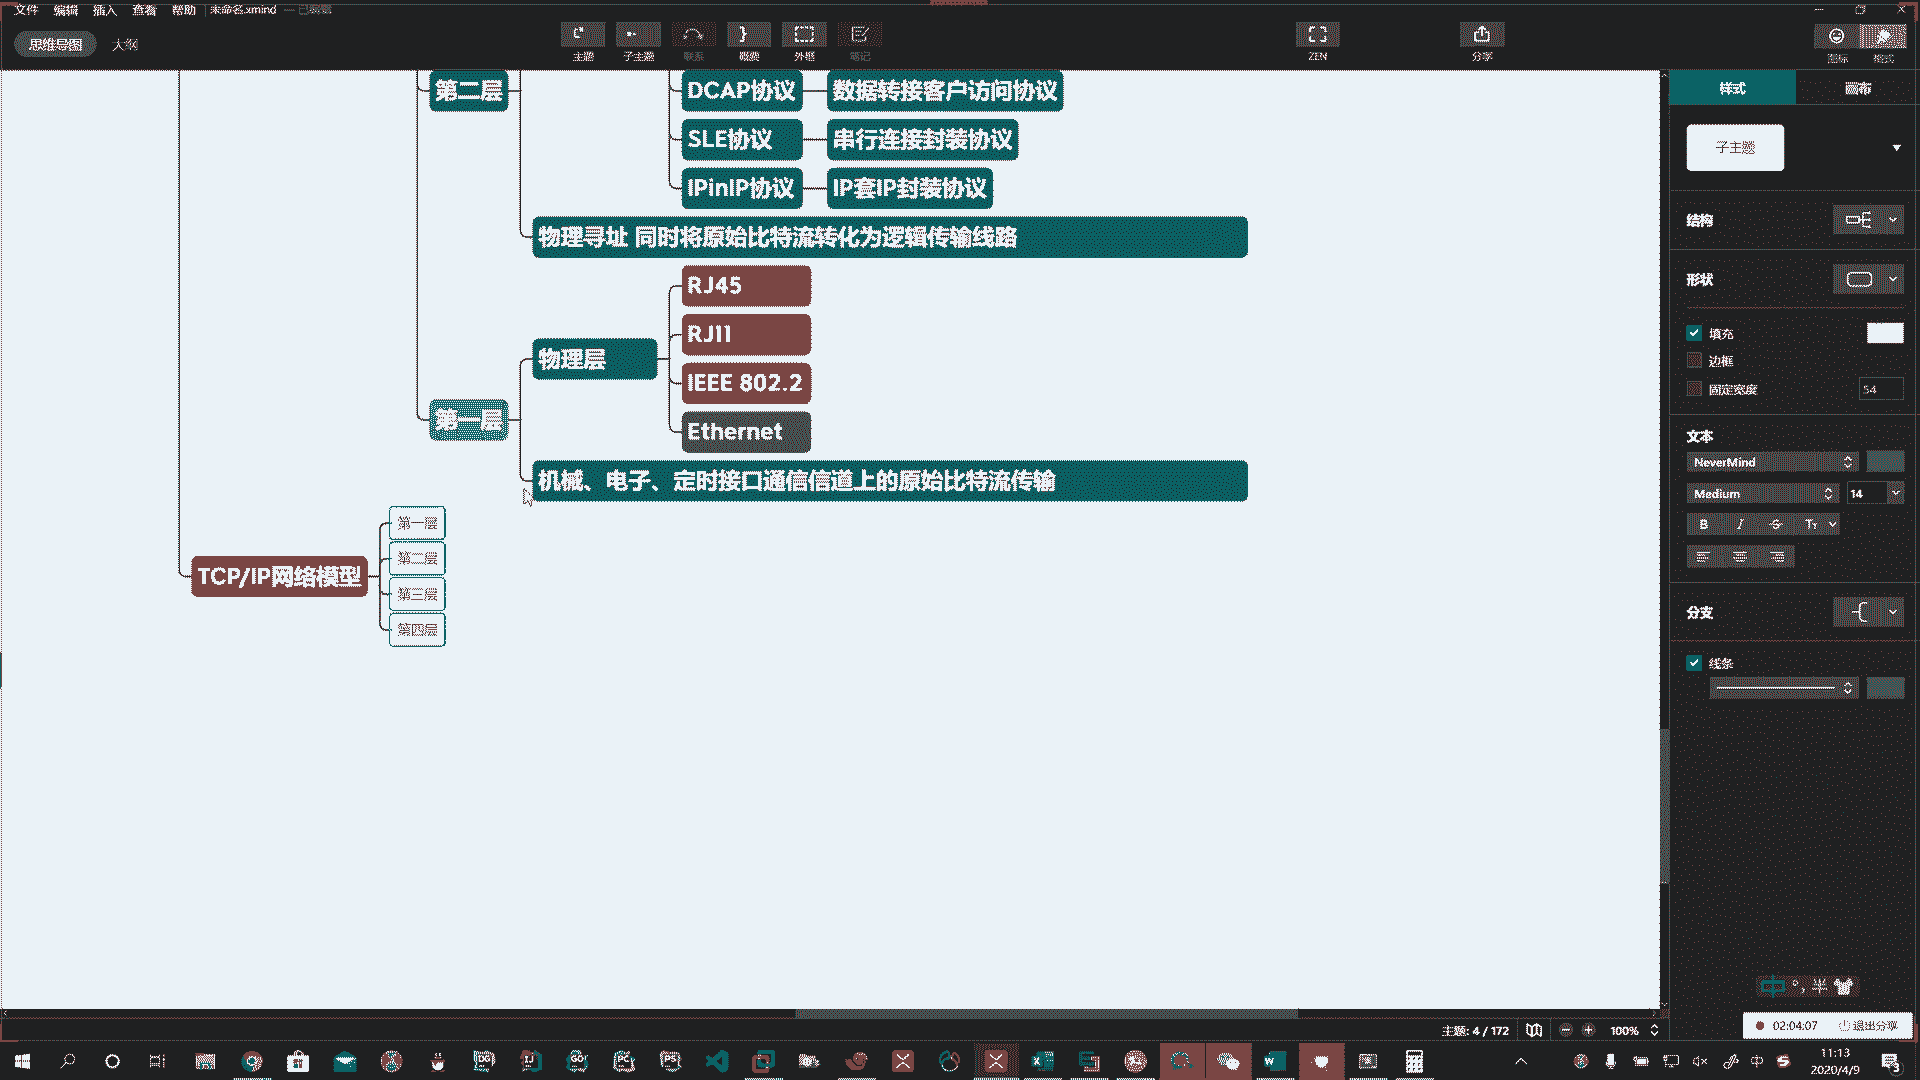 文件 编辑 插入 查看 帮助 未命名.xmind — 已编辑
思维导图 大纲
主题 子主题 联系 概要 外框 笔记 ZEN 分享 图标 格式
第二层
DCAP协议 数据转接客户访问协议
SLE协议 串行连接封装协议
IPinIP协议 IP套IP封装协议
物理寻址 同时将原始比特流转化为逻辑传输线路
RJ45
RJ11
物理层
IEEE 802.2
第一层
Ethernet
机械、电子、定时接口通信信道上的原始比特流传输
TCP/IP网络模型
第一层
第二层
第三层
第四层
样式 画布
子主题
结构
形状
填充
边框
固定宽度 54
文本
NeverMind
Medium 14
B I S Tт
分支
线条
中 °, 半
主题: 4 / 172 100%
02:04:07 退出分享
DG IJ GO PC PS
中
11:13
2020/4/9
3